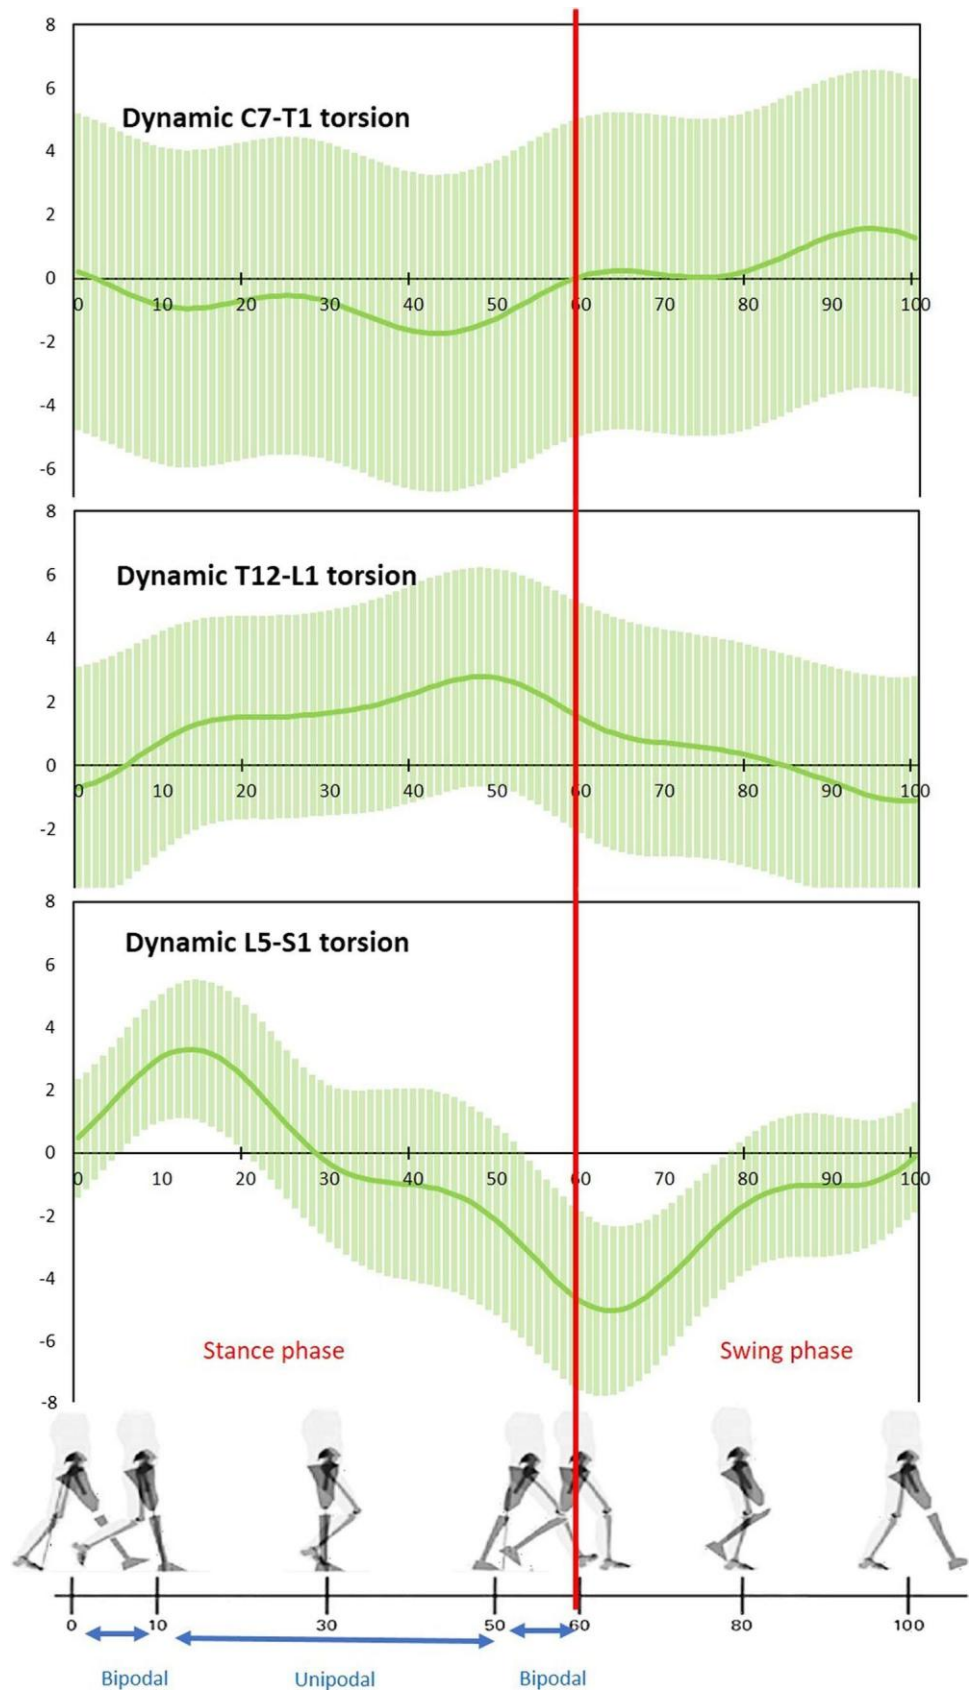 8
6
Dynamic C7-T1 torsion
4
2
0
0 10 20 30 40 50 60 70 80 90 100
-2
-4
-6
8
6
Dynamic T12-L1 torsion
4
2
0
0 10 20 30 40 50 60 70 80 90 100
-2
8
Dynamic L5-S1 torsion
6
4
2
0
0 10 20 30 40 50 60 70 80 90 100
-2
-4
-6
Stance phase Swing phase
-8
0 10 30 50 60 80 100
Bipodal Unipodal Bipodal